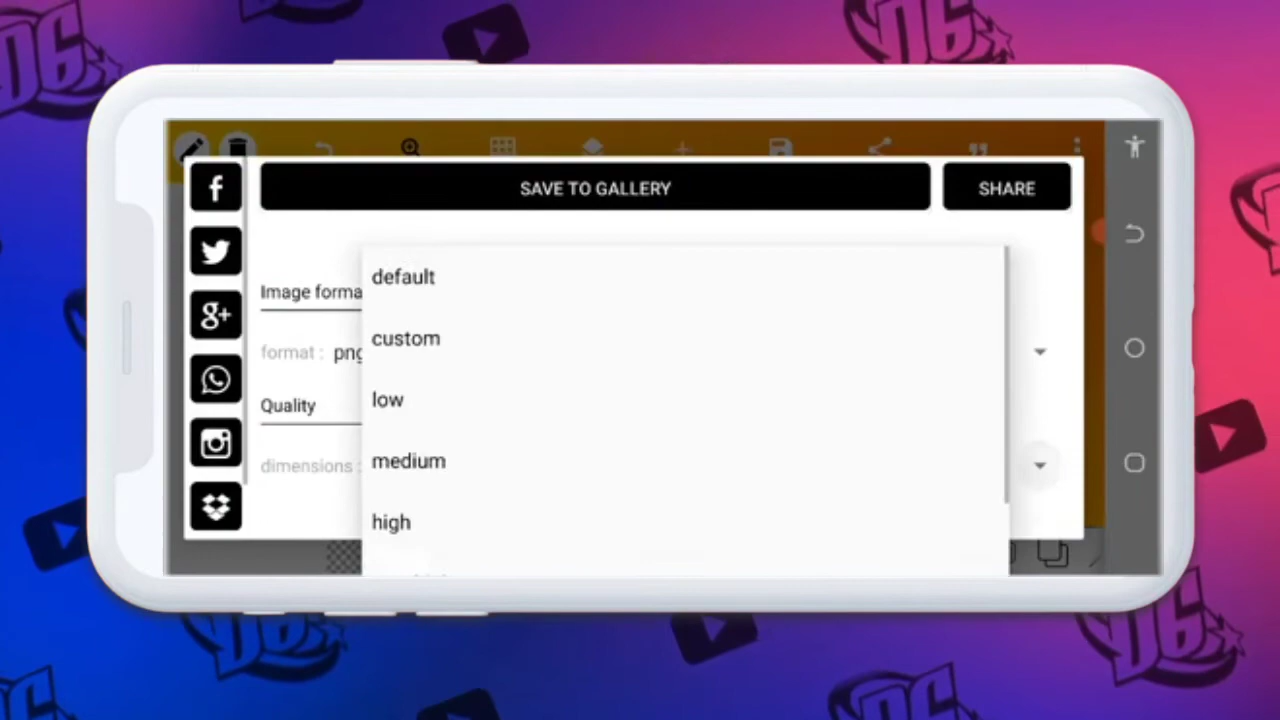 SAVE TO GALLERY
SHARE
default
Image forma
custom
format : png
low
Quality
medium
dimensions :
high